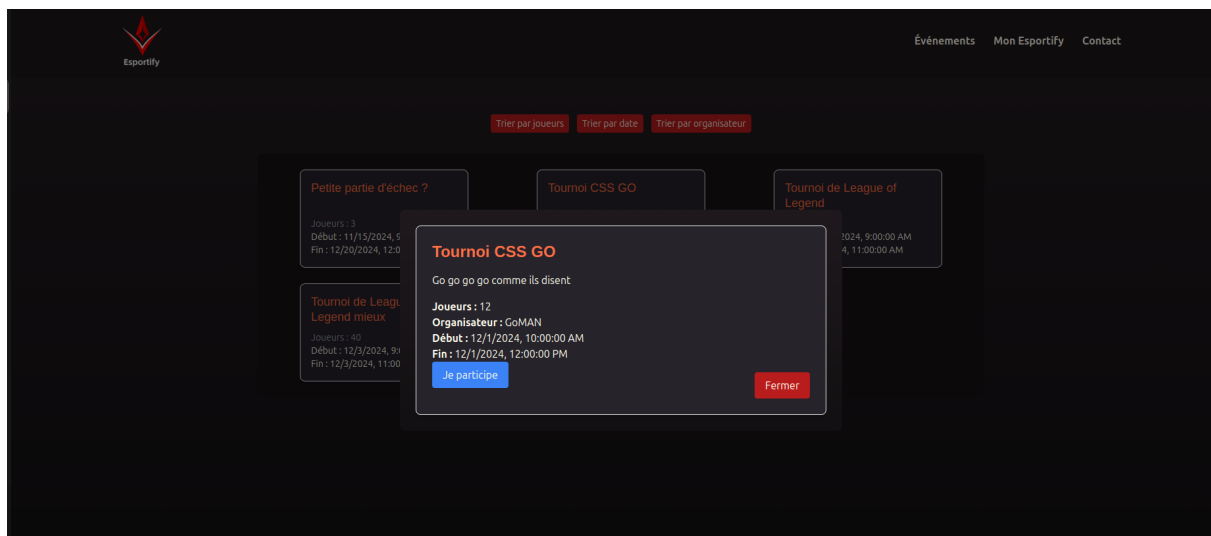 Esportify
Événements Mon Esportify Contact
Trier par joueurs Trier par date Trier par organisateur
Petite partie d'échec ?
Joueurs : 3
Début : 11/15/2024, 9
Fin : 12/20/2024, 12:0
Tournoi CSS GO
Tournoi de League of
Legend
2024, 9:00:00 AM
4, 11:00:00 AM
Tournoi de Leagu
Legend mieux
Joueurs : 40
Début : 12/3/2024, 9:
Fin : 12/3/2024, 11:00
Tournoi CSS GO
Go go go go comme ils disent
Joueurs : 12
Organisateur : GoMAN
Début : 12/1/2024, 10:00:00 AM
Fin : 12/1/2024, 12:00:00 PM
Je participe
Fermer